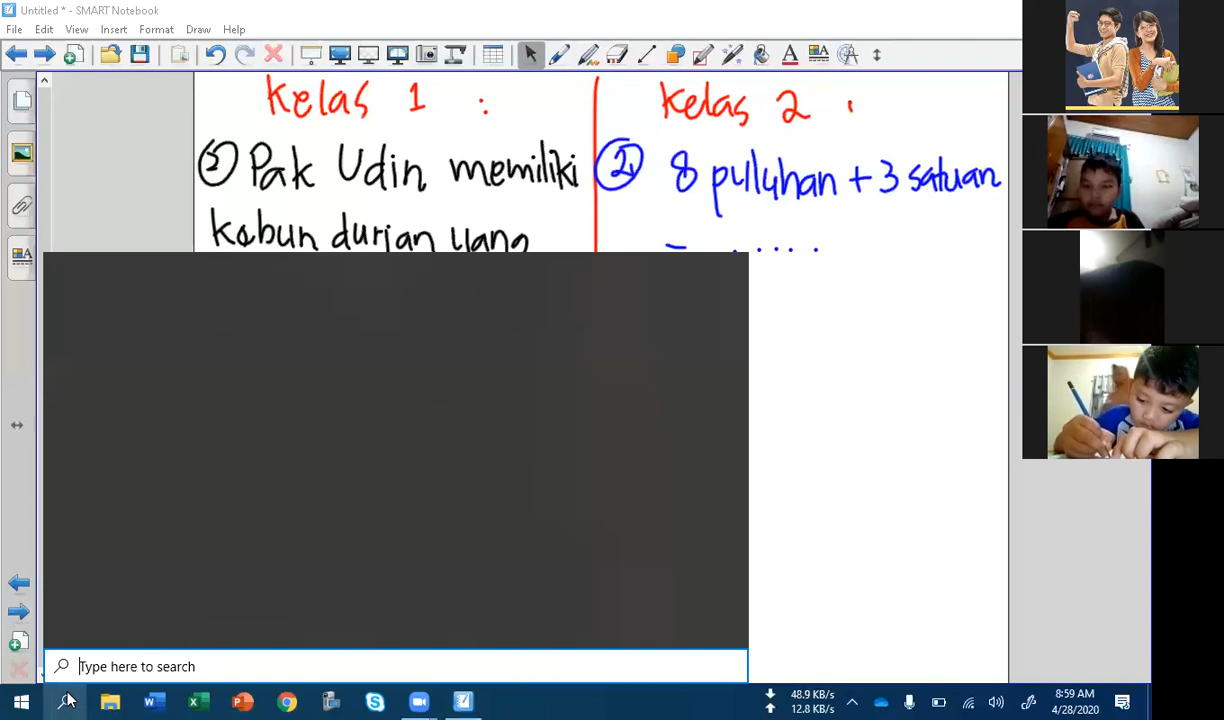 Untitled * - SMART Notebook
File Edit View Insert Format Draw Help
Kelas 1 :
② Pak Udin memiliki
kebun durian yang
Kelas 2
② 8 puluhan + 3 satuan
= .....
Type here to search
48.9 KB/s
12.8 KB/s
8:59 AM
4/28/2020